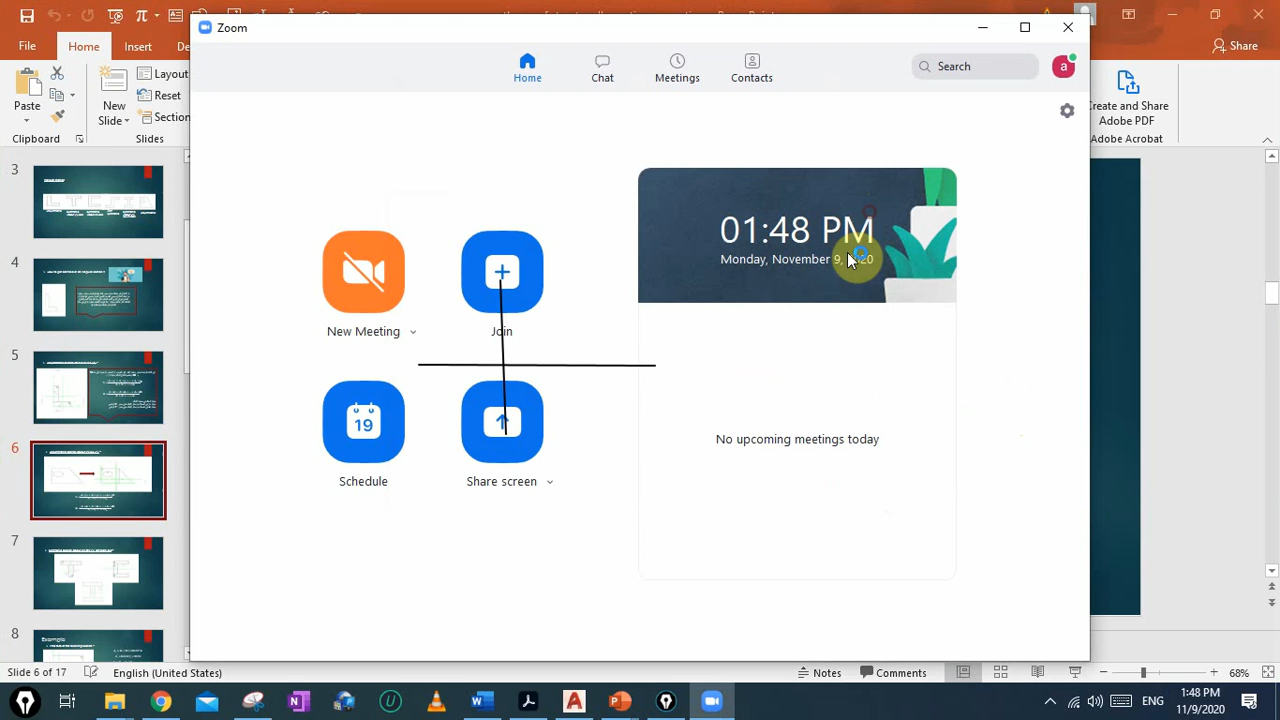 Zoom
File
Home
Insert
De
Share
Paste
New
Slide
Layout
Reset
Section
Clipboard
Slides
Create and Share
Adobe PDF
Adobe Acrobat
Home
Chat
Meetings
Contacts
Search
a
01:48 PM
Monday, November 9, 2020
New Meeting
Join
19
Schedule
Share screen
No upcoming meetings today
3
4
5
6
7
8
Example
Slide 6 of 17
English (United States)
Notes
Comments
68%
ENG
1:48 PM
11/9/2020